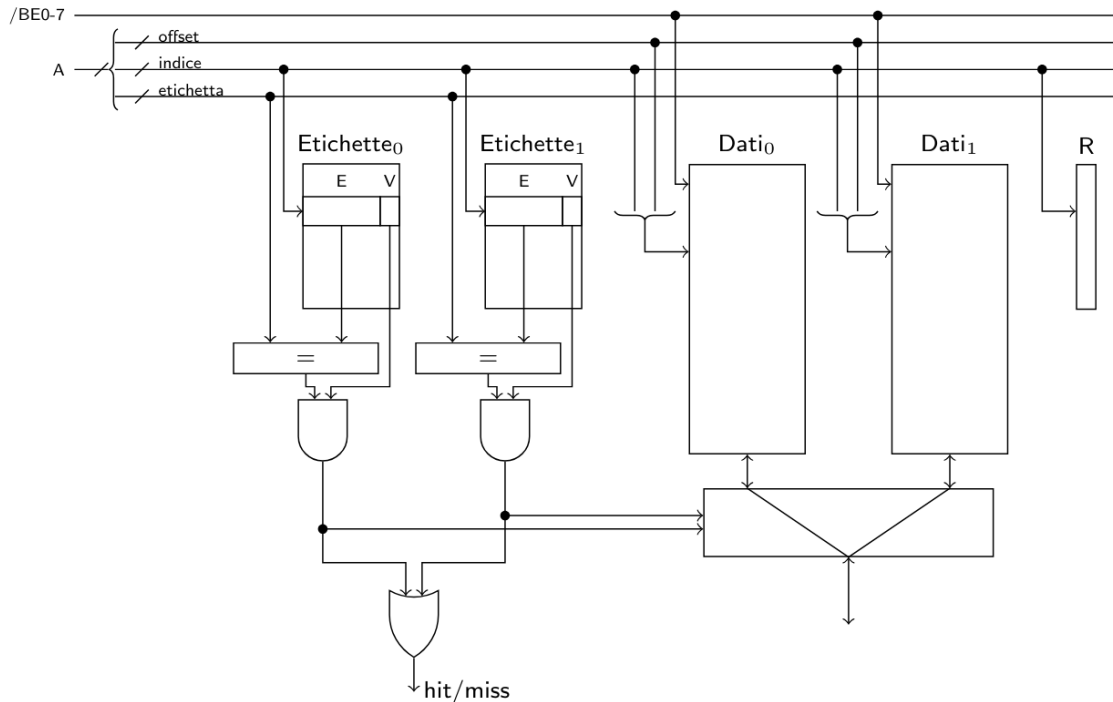 /BE0-7
offset
A
indice
etichetta
Etichette₀
Etichette₁
Dati₀
Dati₁
R
E V
E V
=
=
hit/miss